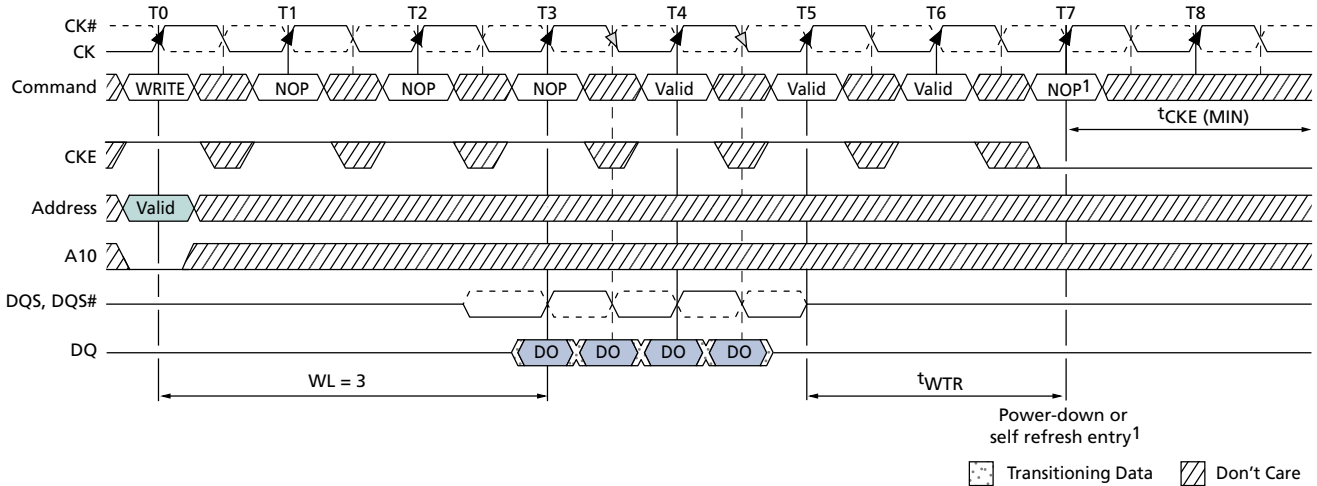 T0 T1 T2 T3 T4 T5 T6 T7 T8
CK#
CK
Command WRITE NOP NOP NOP Valid Valid Valid NOP1
tCKE (MIN)
CKE
Address Valid
A10
DQS, DQS#
DQ DO DO DO DO
WL = 3 tWTR
Power-down or
self refresh entry1
Transitioning Data Don't Care